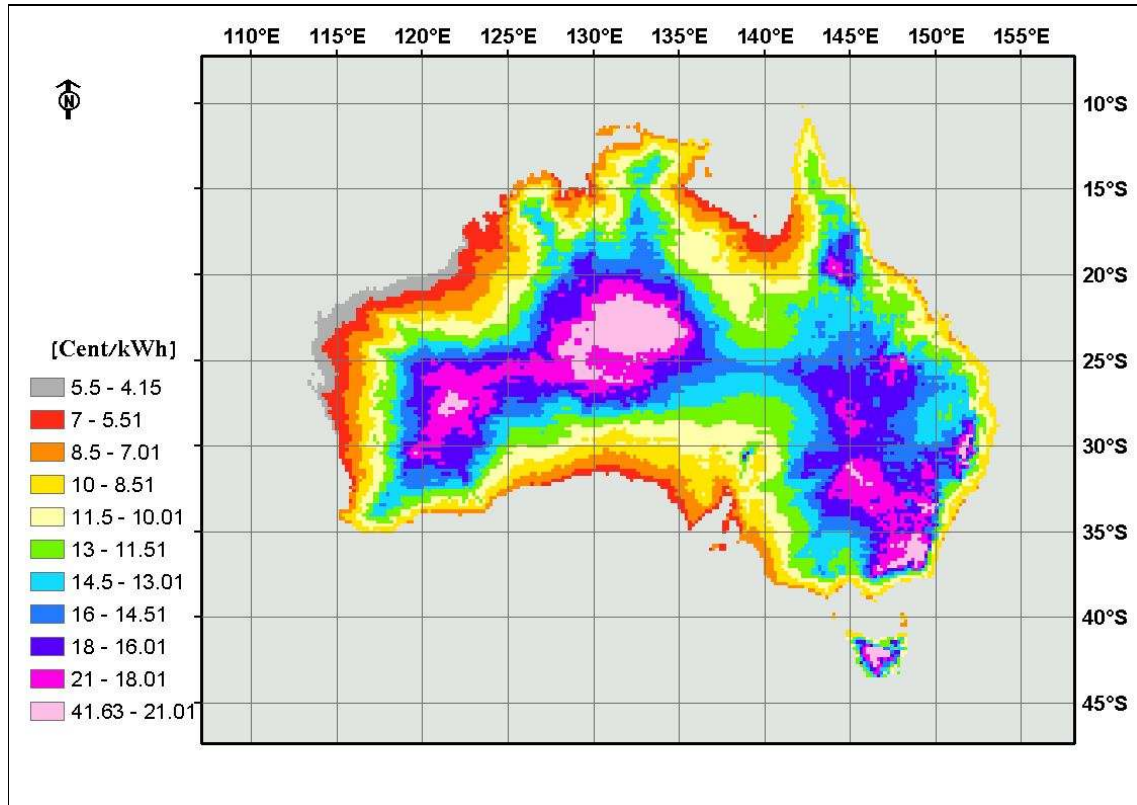 110°E 115°E 120°E 125°E 130°E 135°E 140°E 145°E 150°E 155°E
N
10°S
15°S
20°S
25°S
30°S
35°S
40°S
45°S
[Cent/kWh]
5.5 - 4.15
7 - 5.51
8.5 - 7.01
10 - 8.51
11.5 - 10.01
13 - 11.51
14.5 - 13.01
16 - 14.51
18 - 16.01
21 - 18.01
41.63 - 21.01